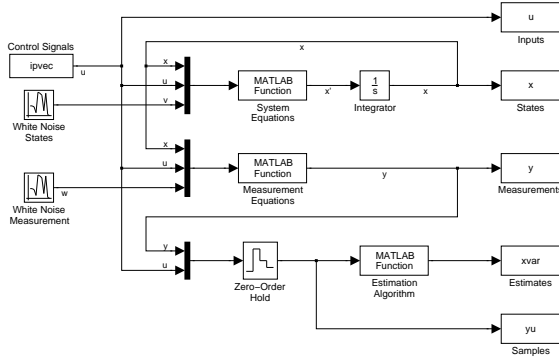 u
Inputs
Control Signals
ipvec
u
x
x
u
v
MATLAB
Function
System
Equations
x'
1
s
Integrator
x
x
States
White Noise
States
x
u
MATLAB
Function
Measurement
Equations
y
y
Measurements
w
White Noise
Measurement
y
u
Zero−Order
Hold
MATLAB
Function
Estimation
Algorithm
xvar
Estimates
yu
Samples